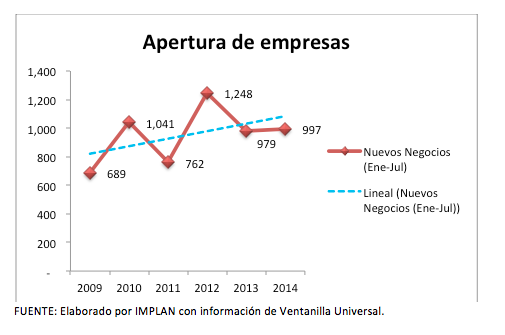 Apertura de empresas
1,400
1,200
1,000
800
600
400
200
-
689
1,041
762
1,248
979
997
2009 2010 2011 2012 2013 2014
Nuevos Negocios
(Ene-Jul)
Lineal (Nuevos
Negocios (Ene-Jul))
FUENTE: Elaborado por IMPLAN con información de Ventanilla Universal.